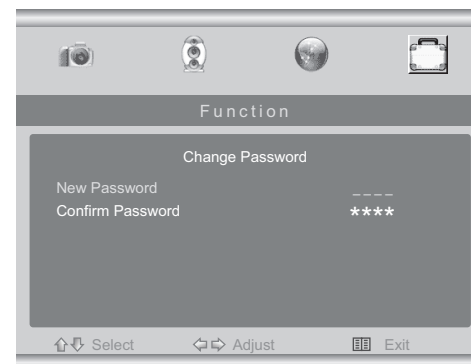 Function
Change Password
New Password _ _ _ _
Confirm Password ****
Select Adjust Exit